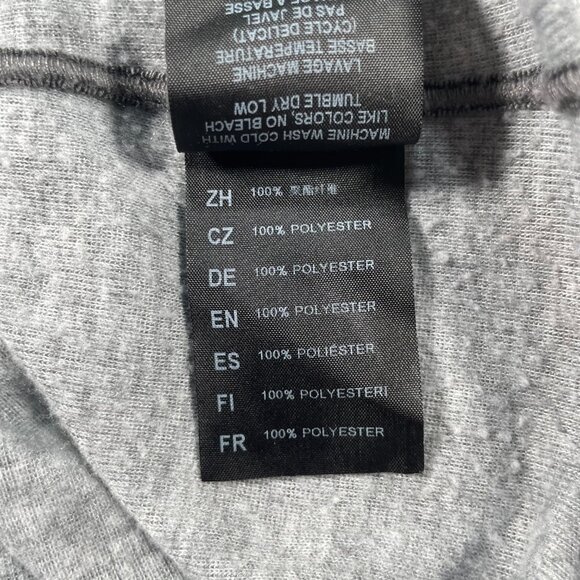 MACHINE WASH COLD WITH
LIKE COLORS, NO BLEACH
TUMBLE DRY LOW
LAVAGE MACHINE
BASSE TEMPERATURE
(CYCLE DELICAT)
PAS DE JAVEL
A BASSE
ZH 100% 聚酯纤维
CZ 100% POLYESTER
DE 100% POLYESTER
EN 100% POLYESTER
ES 100% POLIÉSTER
FI 100% POLYESTERI
FR 100% POLYESTER